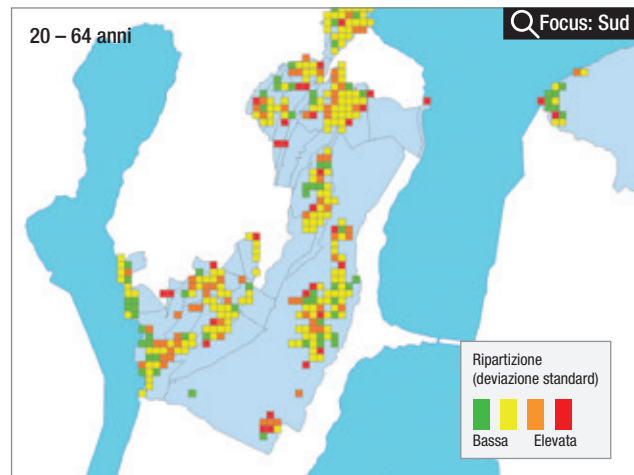 20 – 64 anni
Focus: Sud
Ripartizione
(deviazione standard)
Bassa Elevata